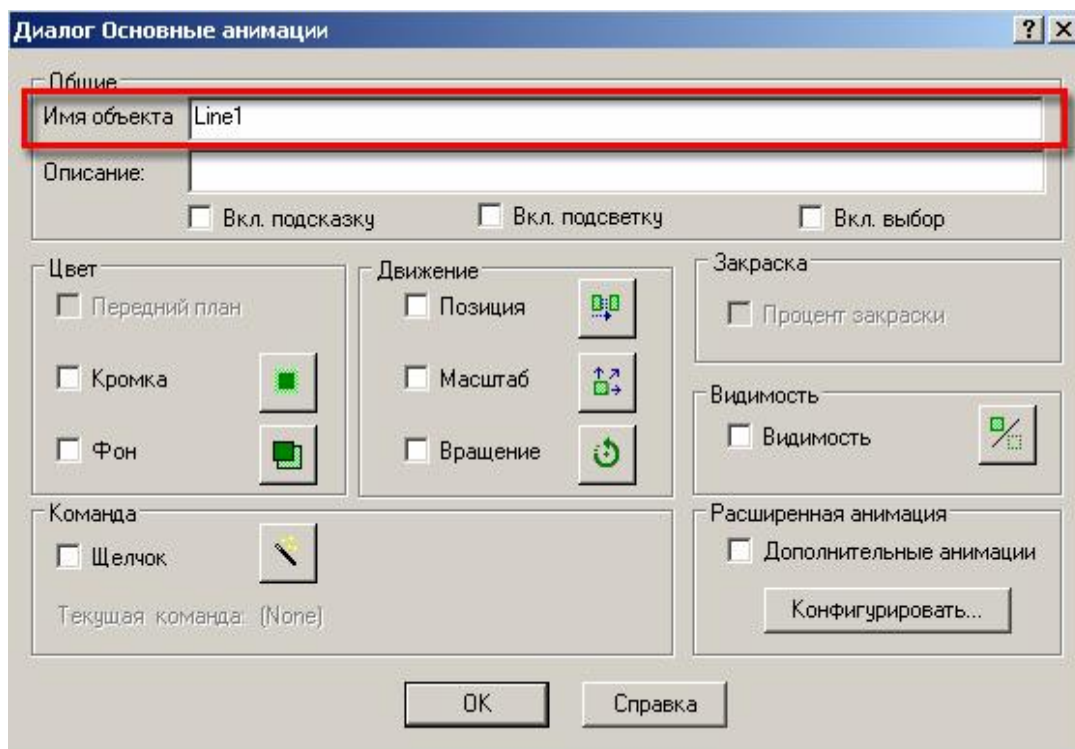 Диалог Основные анимации
Общие
Имя объекта Line1
Описание:
Вкл. подсказку Вкл. подсветку Вкл. выбор
Цвет
Передний план
Кромка
Фон
Движение
Позиция
Масштаб
Вращение
Закраска
Процент закраски
Видимость
Видимость
Команда
Щелчок
Текущая команда: (None)
Расширенная анимация
Дополнительные анимации
Конфигурировать...
OK Справка